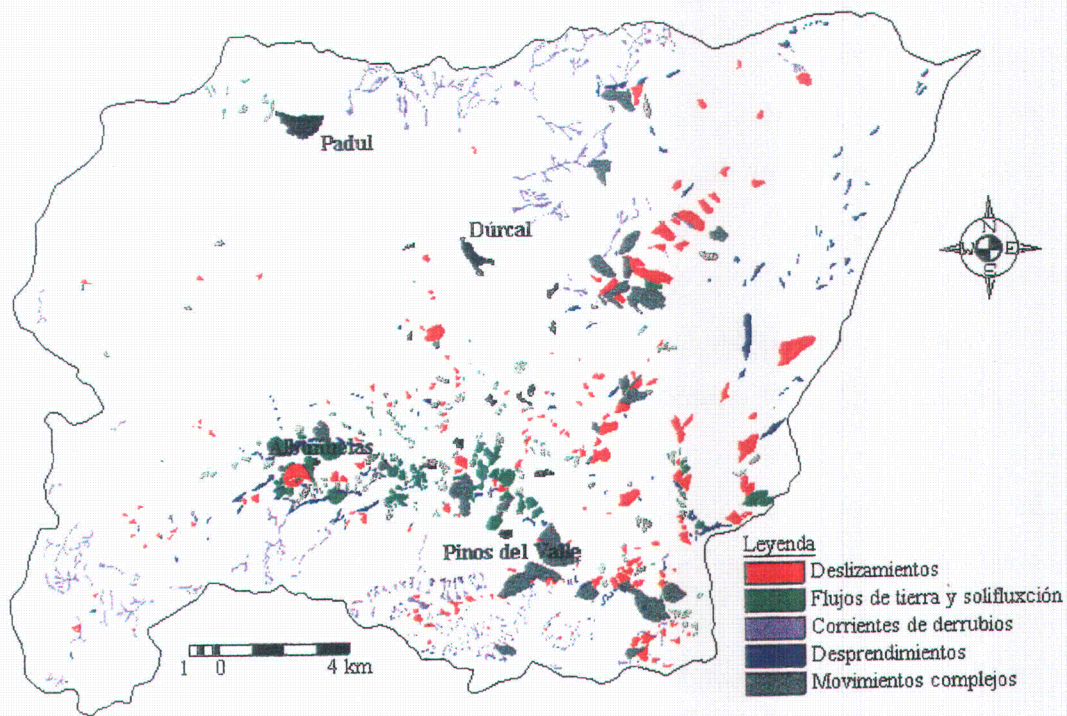 Padul
Dúrcal
N
W E
S
Albuñuelas
Pinos del Valle
Leyenda
Deslizamientos
Flujos de tierra y solifluxción
Corrientes de derrubios
Desprendimientos
Movimientos complejos
1 0 4 km